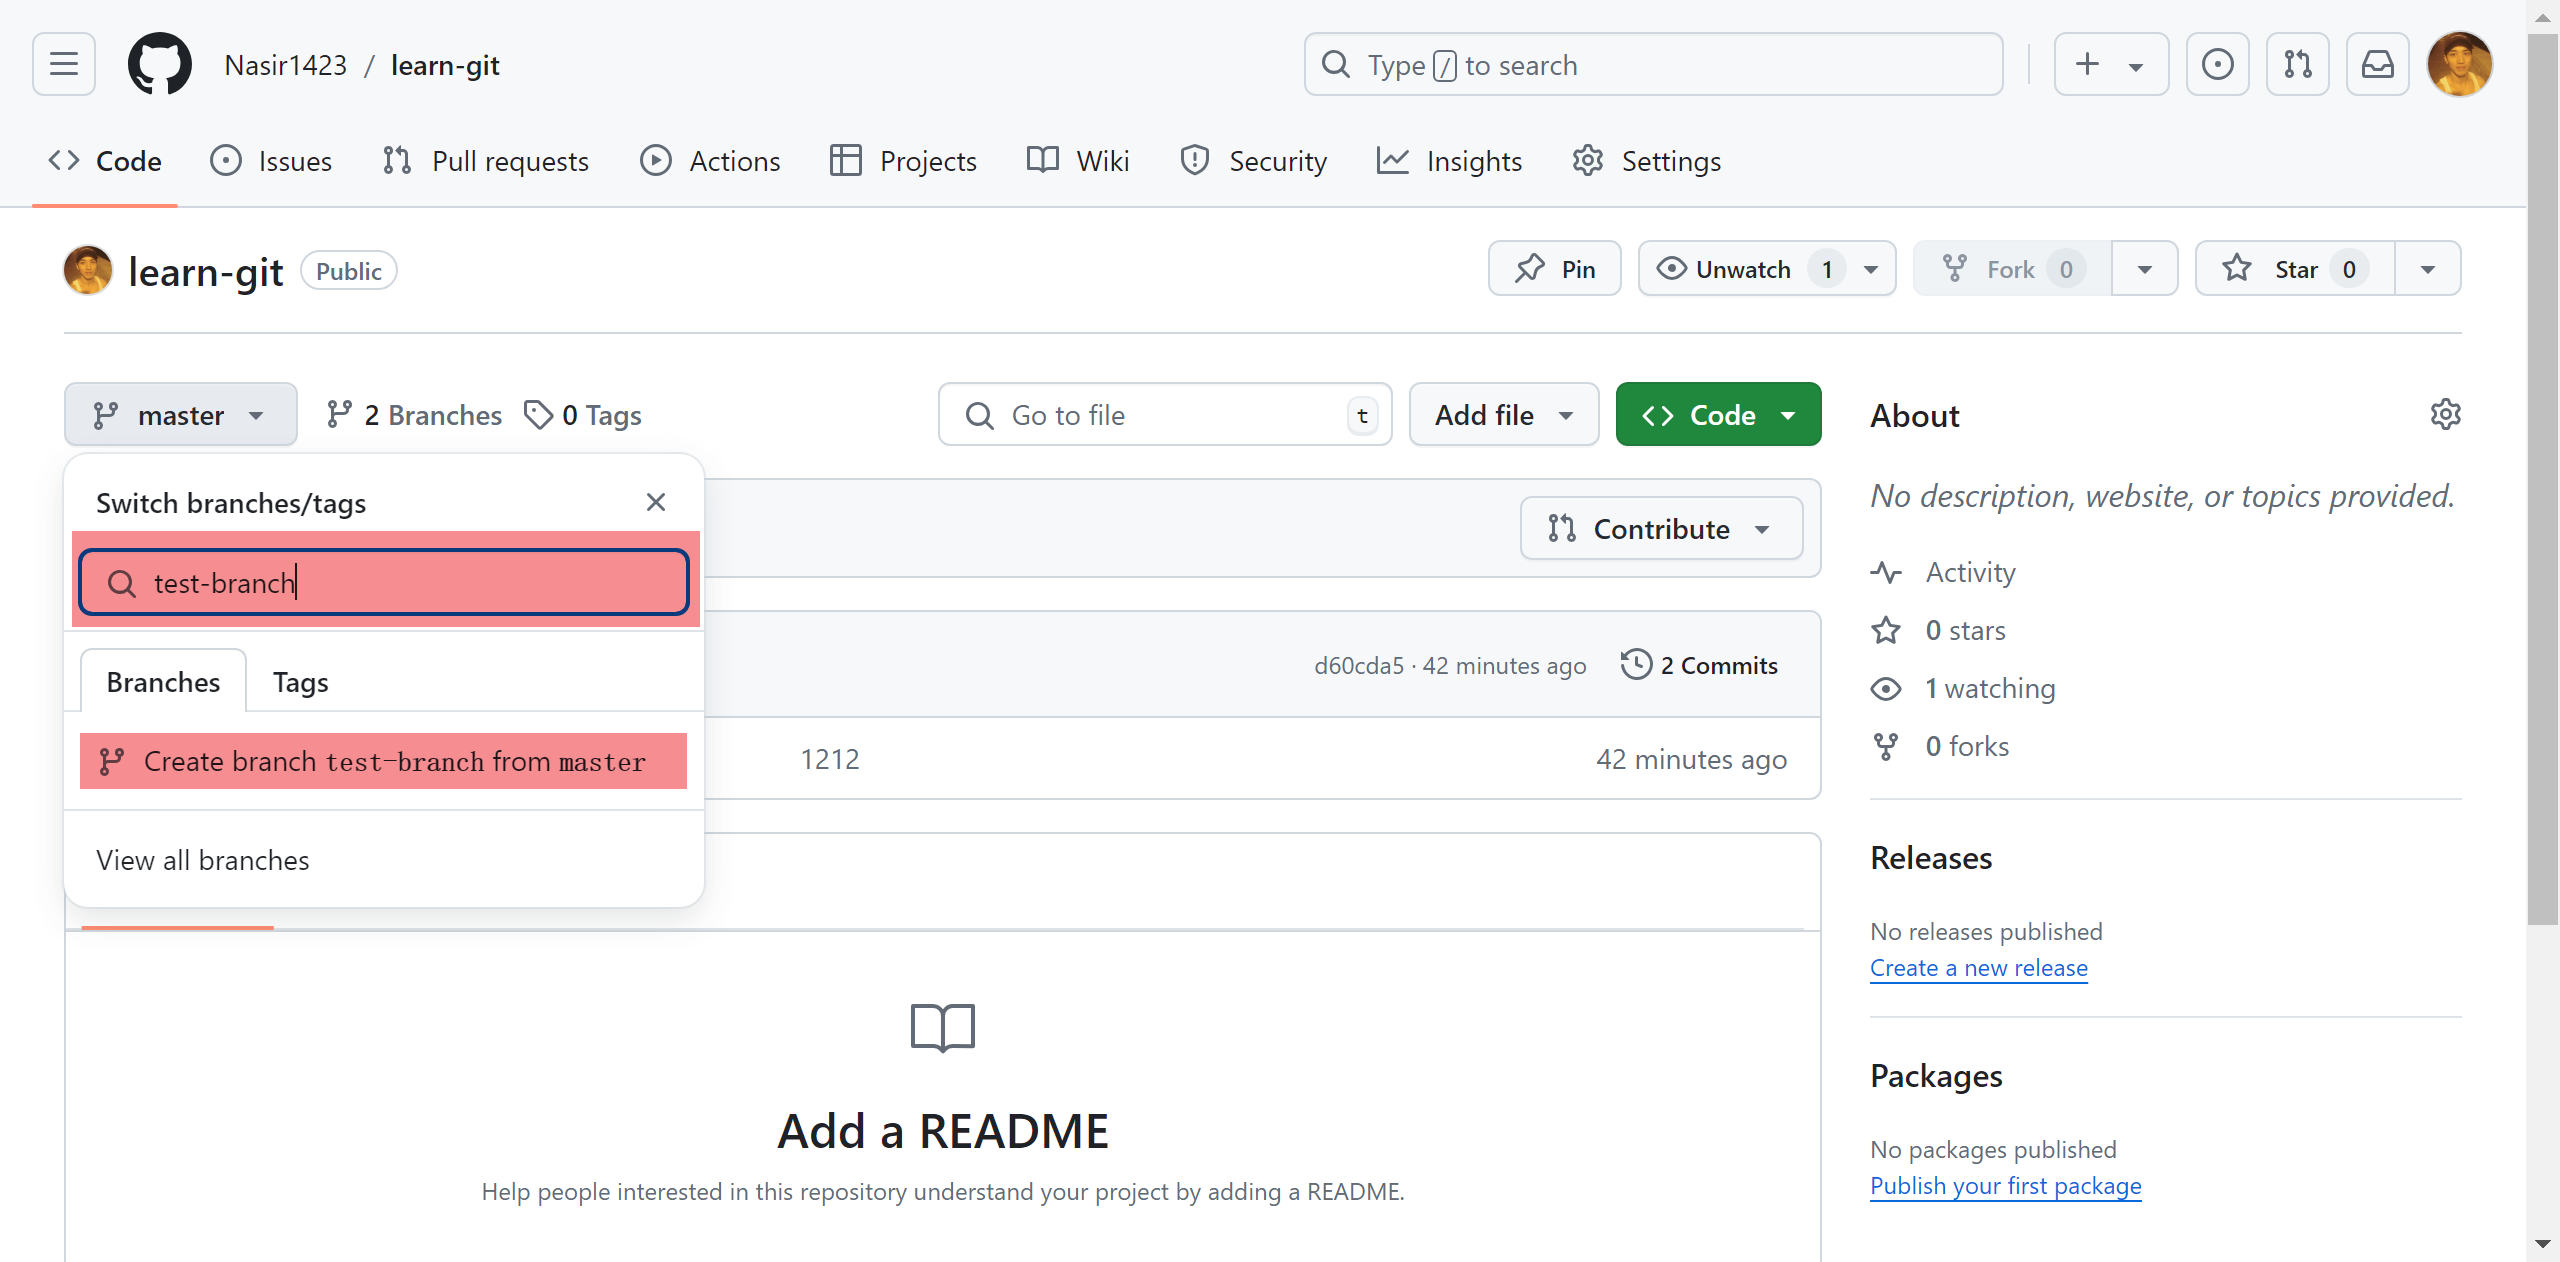 Nasir1423 / learn-git
Type / to search
Code Issues Pull requests Actions Projects Wiki Security Insights Settings
learn-git Public
Pin Unwatch 1 Fork 0 Star 0
master 2 Branches 0 Tags
Go to file t Add file Code
Switch branches/tags
test-branch
Branches Tags
Create branch test-branch from master
View all branches
Contribute
d60cda5 · 42 minutes ago 2 Commits
1212 42 minutes ago
Add a README
Help people interested in this repository understand your project by adding a README.
About
No description, website, or topics provided.
Activity
0 stars
1 watching
0 forks
Releases
No releases published
Create a new release
Packages
No packages published
Publish your first package